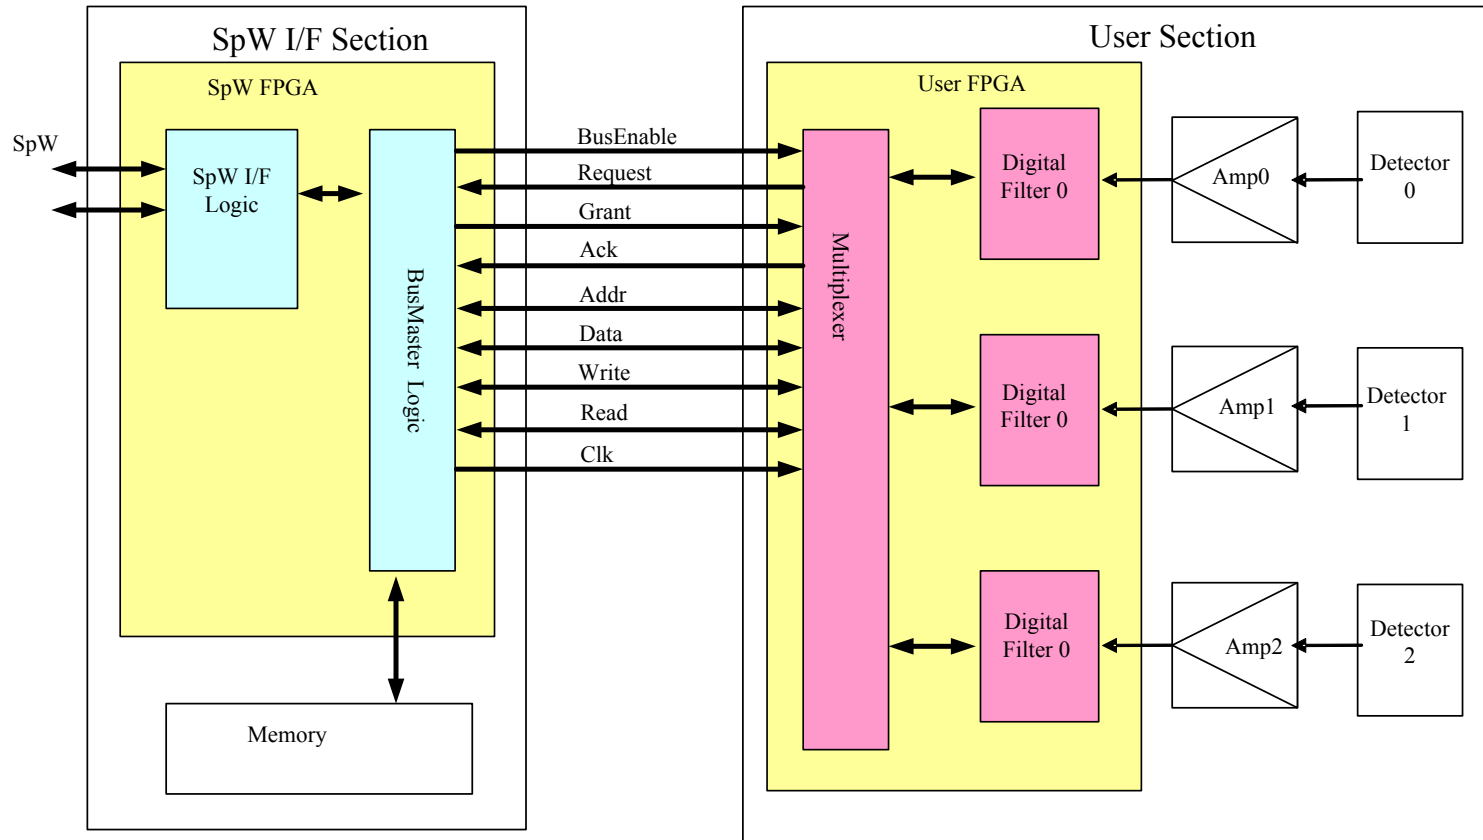 SpW I/F Section
User Section
SpW FPGA
User FPGA
SpW
SpW I/F
Logic
BusMaster Logic
BusEnable
Request
Grant
Ack
Addr
Data
Write
Read
Clk
Multiplexer
Digital
Filter 0
Amp0
Detector
0
Digital
Filter 0
Amp1
Detector
1
Digital
Filter 0
Amp2
Detector
2
Memory